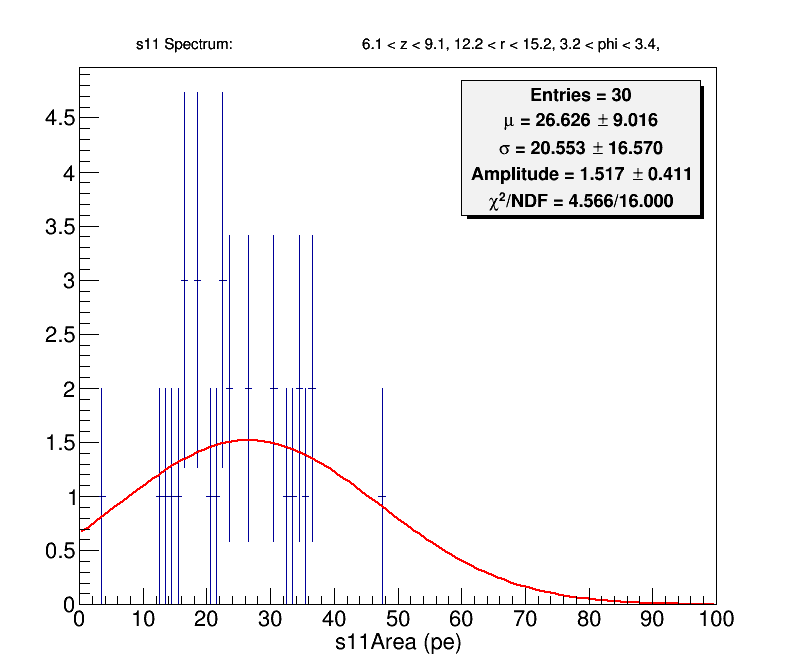 s11 Spectrum: 6.1 < z < 9.1, 12.2 < r < 15.2, 3.2 < phi < 3.4,
Entries = 30
μ = 26.626 ± 9.016
σ = 20.553 ± 16.570
Amplitude = 1.517 ± 0.411
χ²/NDF = 4.566/16.000
4.5
4
3.5
3
2.5
2
1.5
1
0.5
0
0 10 20 30 40 50 60 70 80 90 100
s11Area (pe)